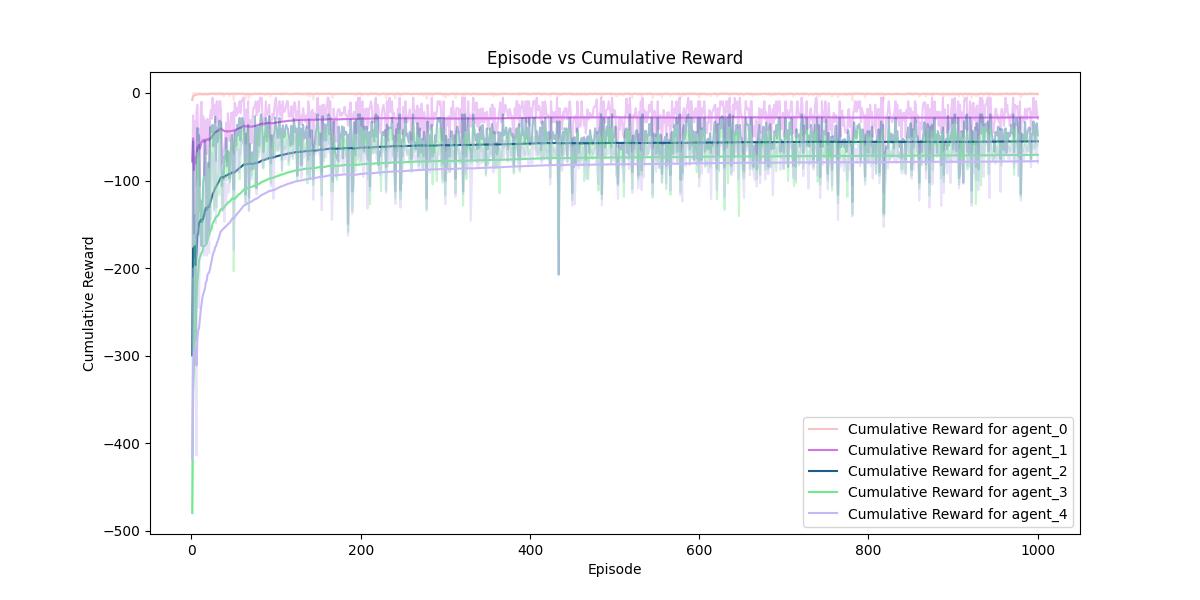 Episode vs Cumulative Reward
Cumulative Reward
0
−100
−200
−300
−400
−500
Cumulative Reward for agent_0
Cumulative Reward for agent_1
Cumulative Reward for agent_2
Cumulative Reward for agent_3
Cumulative Reward for agent_4
0 200 400 600 800 1000
Episode